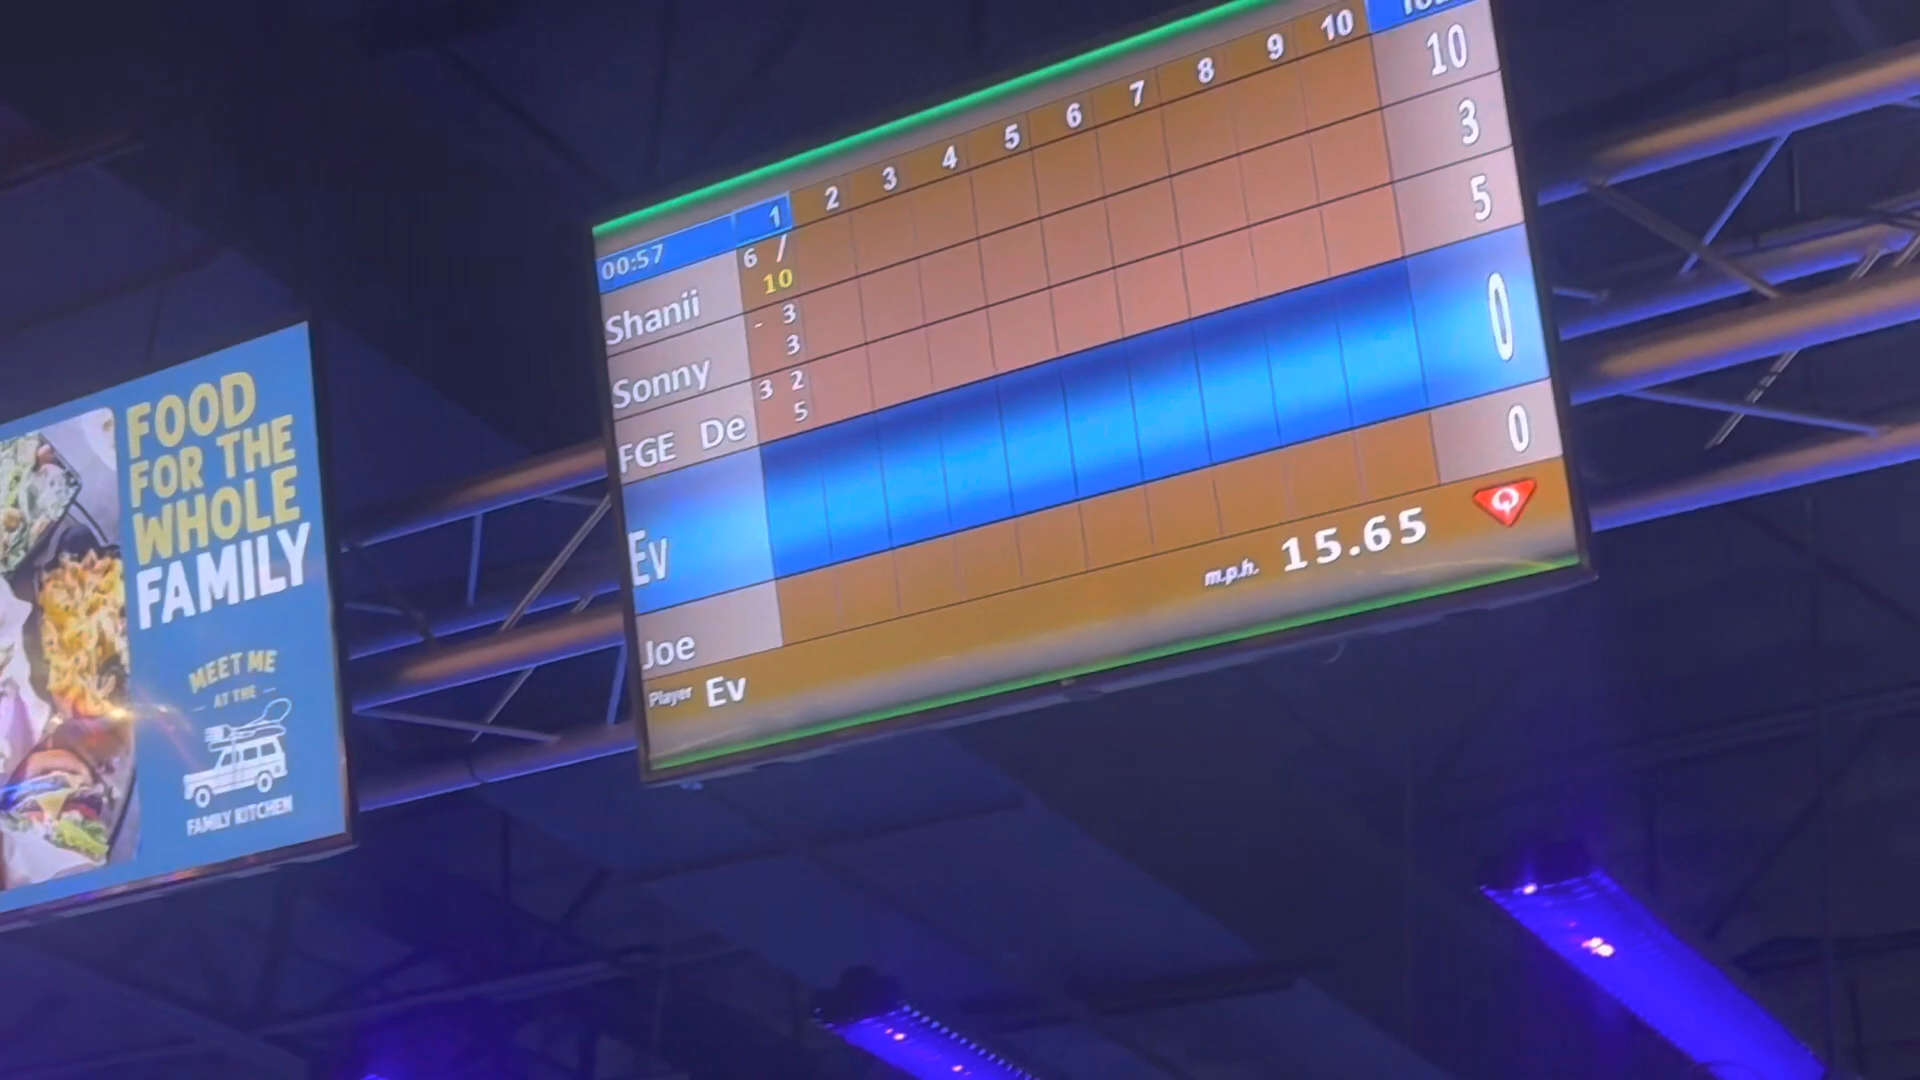 FOOD
FOR THE
WHOLE
FAMILY
MEET ME
AT THE
FAMILY KITCHEN
00:57 1 2 3 4 5 6 7 8 9 10
Shanii 6 / 10 10
Sonny - 3 3 3
FGE De 3 2 5 5
Ev 0
Joe 0
m.p.h. 15.65
Player Ev